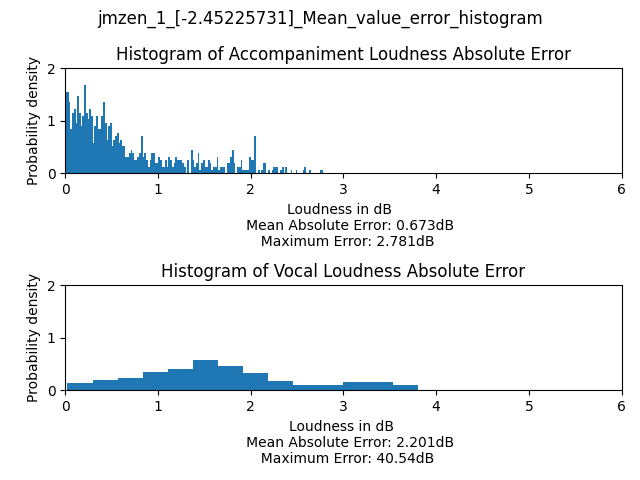 jmzen_1_[-2.45225731]_Mean_value_error_histogram
Histogram of Accompaniment Loudness Absolute Error
Probability density
2
1
0
0 1 2 3 4 5 6
Loudness in dB
Mean Absolute Error: 0.673dB
Maximum Error: 2.781dB
Histogram of Vocal Loudness Absolute Error
Probability density
2
1
0
0 1 2 3 4 5 6
Loudness in dB
Mean Absolute Error: 2.201dB
Maximum Error: 40.54dB